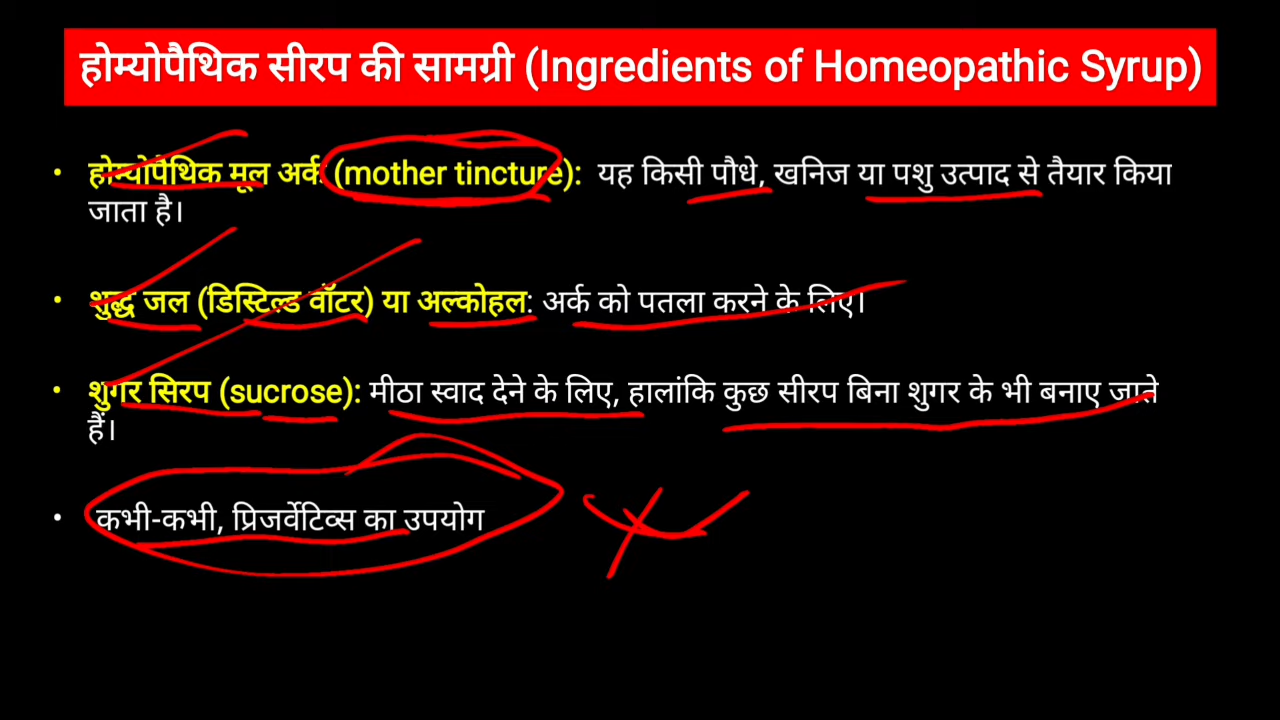 होम्योपैथिक सीरप की सामग्री (Ingredients of Homeopathic Syrup)
• होम्योपैथिक मूल अर्क (mother tincture): यह किसी पौधे, खनिज या पशु उत्पाद से तैयार किया
जाता है।
• शुद्ध जल (डिस्टिल्ड वॉटर) या अल्कोहल: अर्क को पतला करने के लिए।
• शुगर सिरप (sucrose): मीठा स्वाद देने के लिए, हालांकि कुछ सीरप बिना शुगर के भी बनाए जाते
हैं।
• कभी-कभी, प्रिजर्वेटिव्स का उपयोग